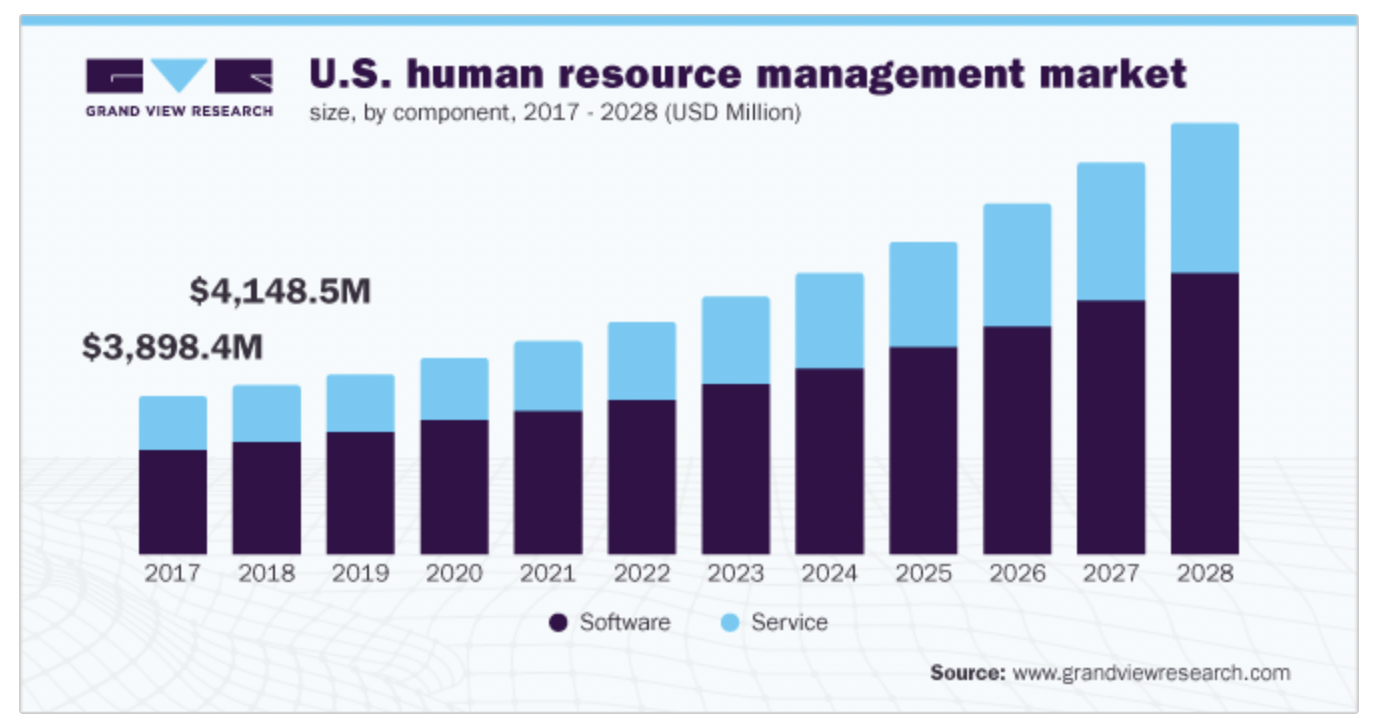 GRAND VIEW RESEARCH
U.S. human resource management market
size, by component, 2017 - 2028 (USD Million)
$4,148.5M
$3,898.4M
2017 2018 2019 2020 2021 2022 2023 2024 2025 2026 2027 2028
Software Service
Source: www.grandviewresearch.com